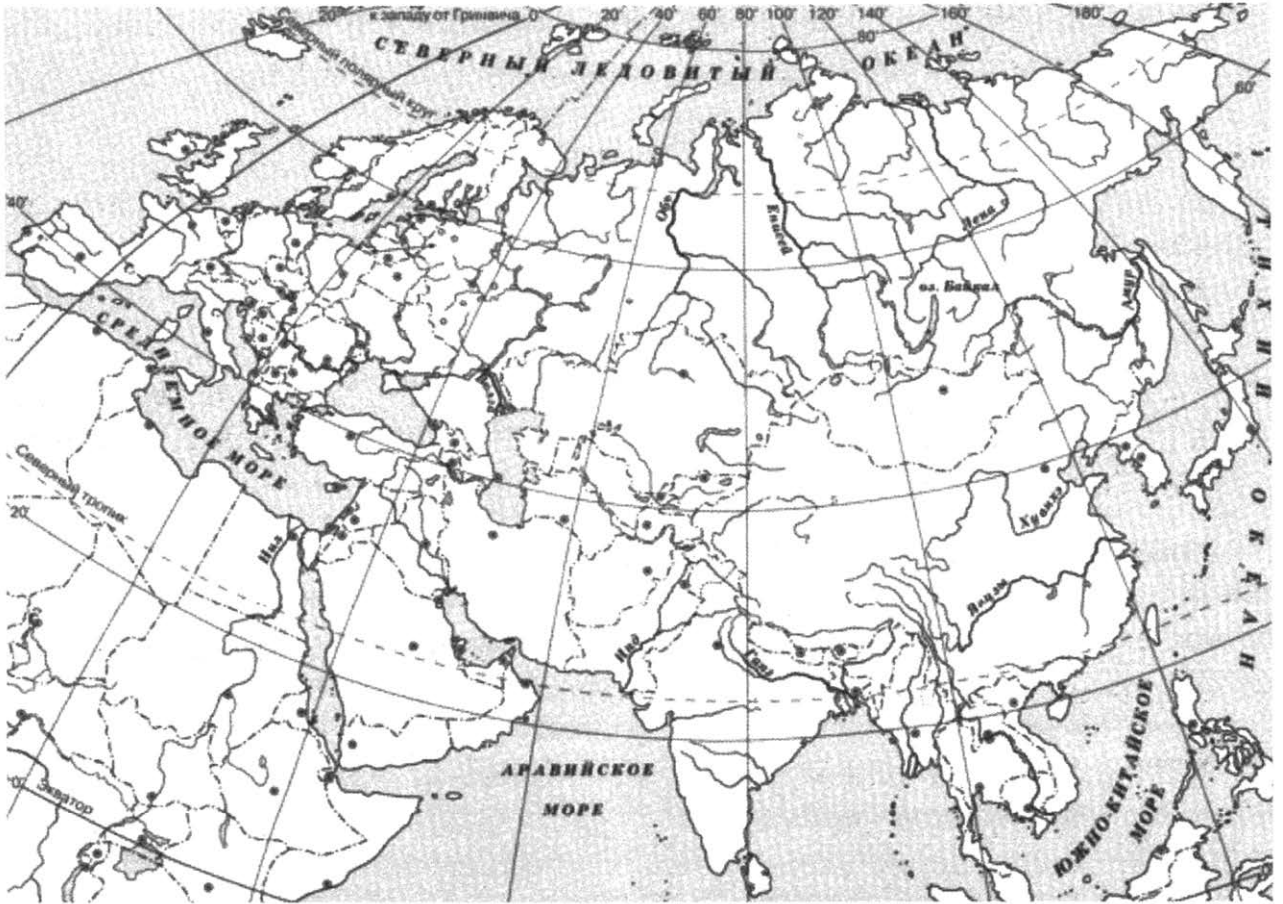 20° к западу от Гринвича 0° 20° 40° 60° 80° 100° 120° 140° 160° 180°
80°
60°
СЕВЕРНЫЙ ЛЕДОВИТЫЙ ОКЕАН
Северный полярный круг
40°
Обь
Енисей
Лена
оз. Байкал
Амур
ТИХИЙ ОКЕАН
СРЕДИЗЕМНОЕ МОРЕ
Северный тропик
20°
Нил
Хуанхэ
Янцзы
Инд
Ганг
АРАВИЙСКОЕ
МОРЕ
ЮЖНО-КИТАЙСКОЕ
МОРЕ
0° Экватор